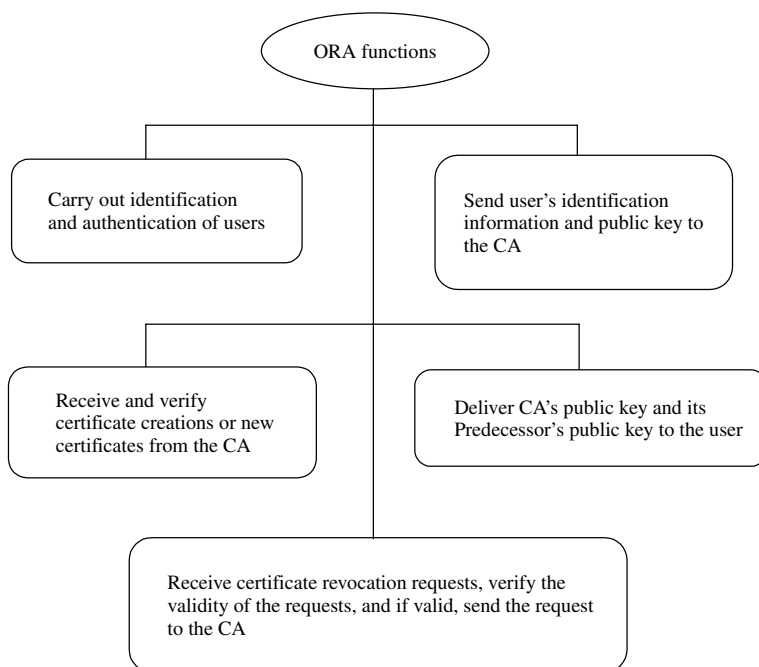 ORA functions
Carry out identification
and authentication of users
Send user’s identification
information and public key to
the CA
Receive and verify
certificate creations or new
certificates from the CA
Deliver CA’s public key and its
Predecessor’s public key to the user
Receive certificate revocation requests, verify the
validity of the requests, and if valid, send the request
to the CA